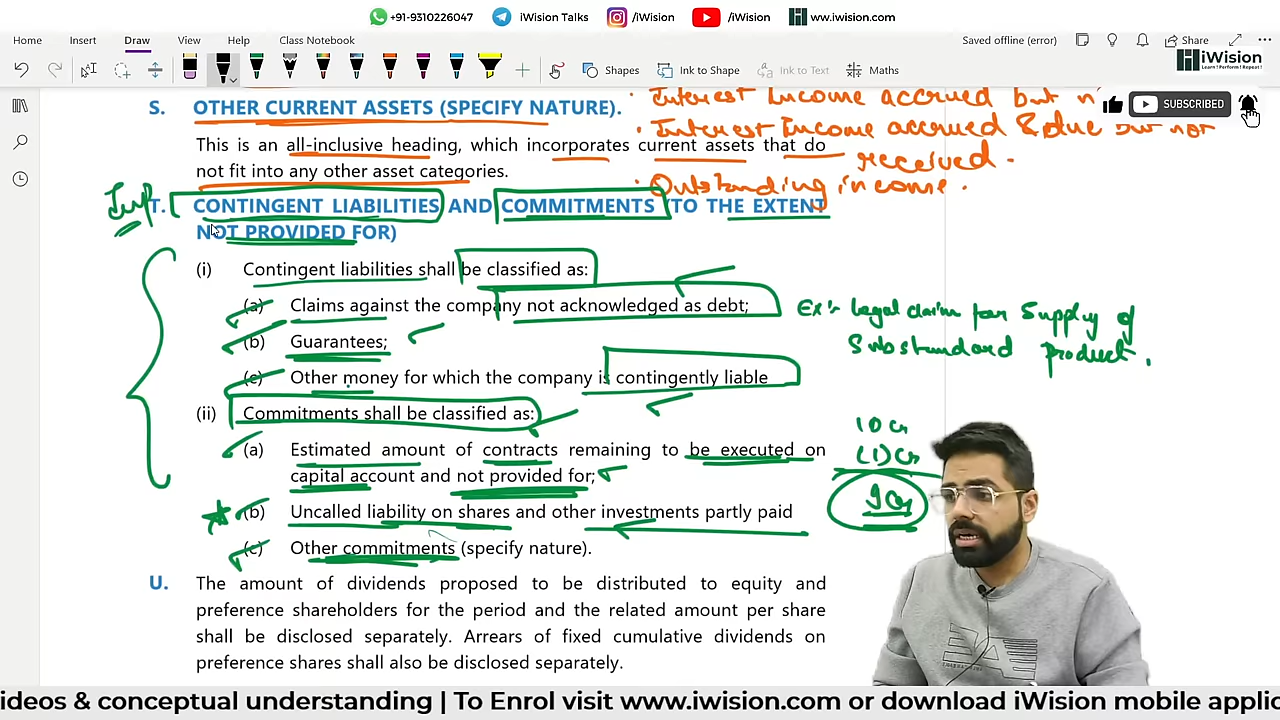 +91-9310226047 iWision Talks /iWision /iWision ww.iwision.com
Home Insert Draw View Help Class Notebook Saved offline (error) Share
iWision
Learn! Perform! Repeat!
Shapes Ink to Shape Ink to Text Maths
SUBSCRIBED
• Interest Income accrued but n
S. OTHER CURRENT ASSETS (SPECIFY NATURE).
• Interest Income accrued & due but not
received.
This is an all-inclusive heading, which incorporates current assets that do
not fit into any other asset categories.
• Outstanding income.
Imp
T. CONTINGENT LIABILITIES AND COMMITMENTS (TO THE EXTENT
NOT PROVIDED FOR)
(i) Contingent liabilities shall be classified as:
(a) Claims against the company not acknowledged as debt;
Ex:- Legal claim for Supply of
Substandard product.
(b) Guarantees;
(c) Other money for which the company is contingently liable
(ii) Commitments shall be classified as:
10 Cr
(1) Cr
9 Cr
(a) Estimated amount of contracts remaining to be executed on
capital account and not provided for;
(b) Uncalled liability on shares and other investments partly paid
(c) Other commitments (specify nature).
U. The amount of dividends proposed to be distributed to equity and
preference shareholders for the period and the related amount per share
shall be disclosed separately. Arrears of fixed cumulative dividends on
preference shares shall also be disclosed separately.
ideos & conceptual understanding | To Enrol visit www.iwision.com or download iWision mobile applic